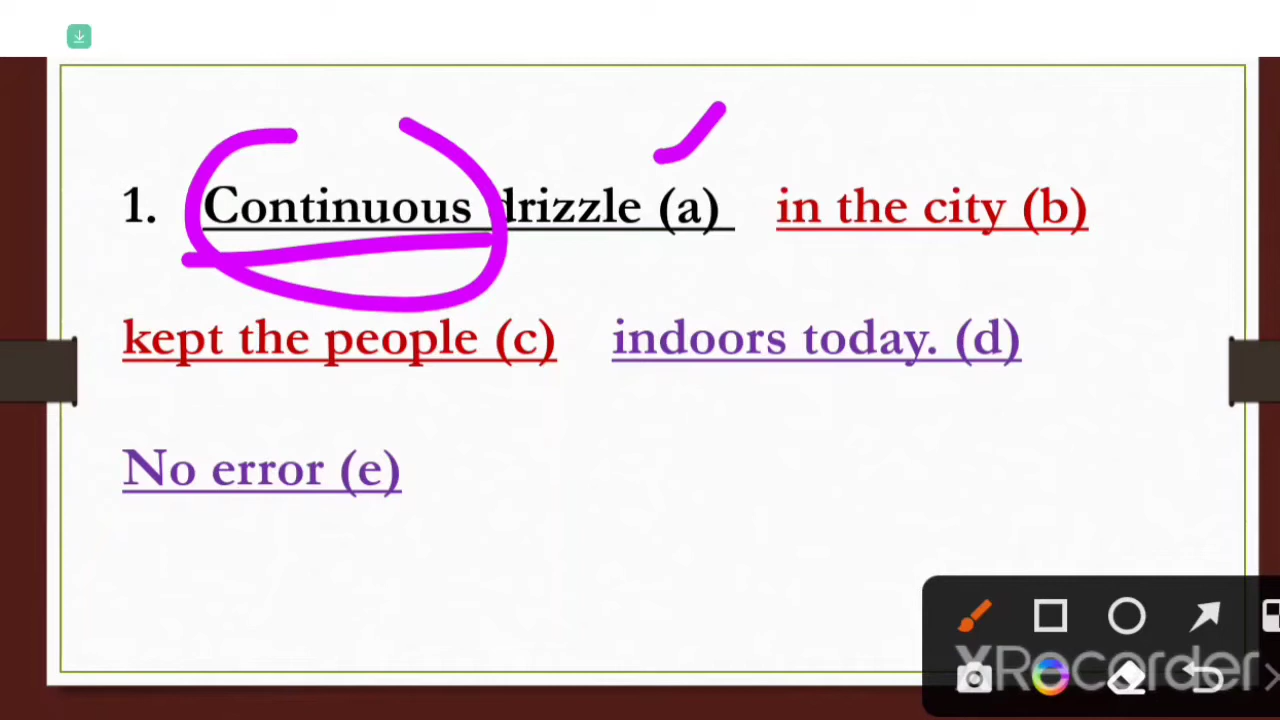 1. Continuous drizzle (a) in the city (b)
kept the people (c) indoors today. (d)
No error (e)
XRecorder